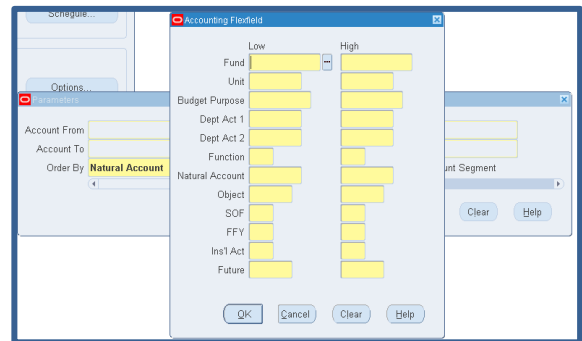 Schedule...
Options...
Parameters
Account From
Account To
Order By Natural Account
unt Segment
Clear Help
Accounting Flexfield
Low High
Fund
Unit
Budget Purpose
Dept Act 1
Dept Act 2
Function
Natural Account
Object
SOF
FFY
Ins'l Act
Future
OK Cancel Clear Help